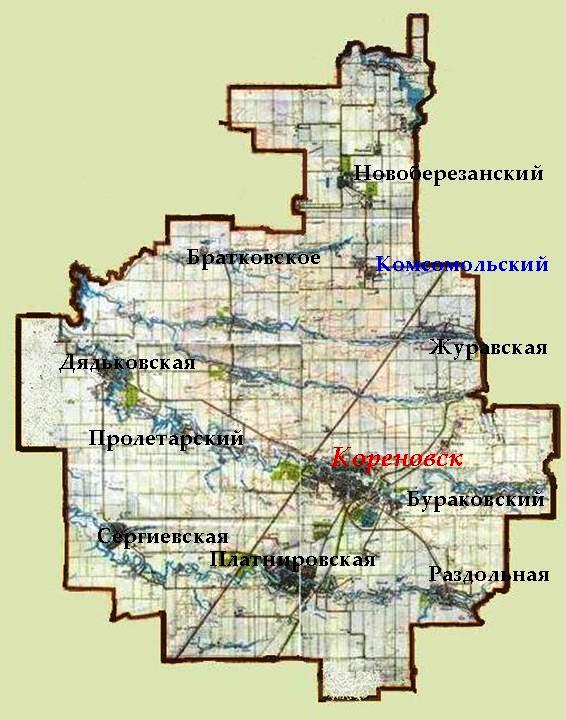 Новоберезанский
Братковское
Комсомольский
Журавская
Дядьковская
Пролетарский
Кореновск
Бураковский
Сергиевская
Платнировская
Раздольная